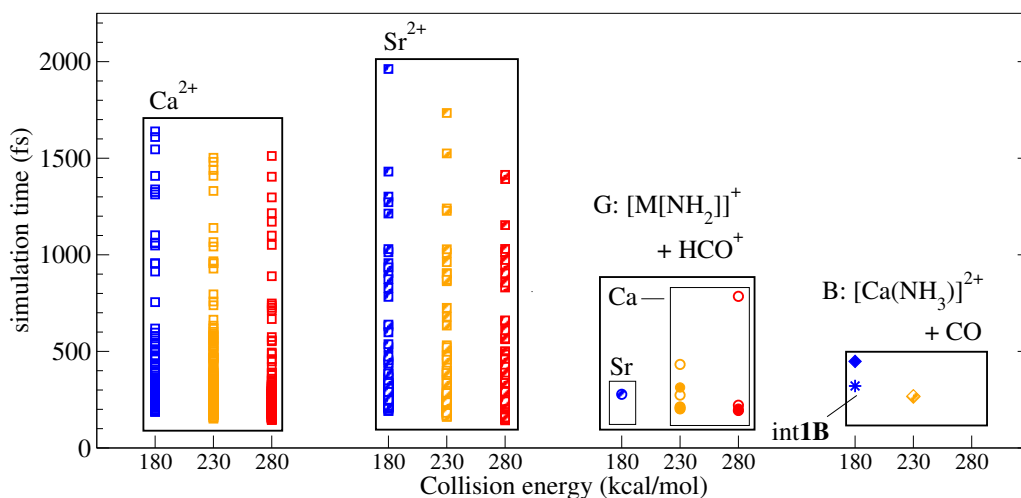 2000
1500
1000
500
0
simulation time (fs)
Ca²⁺
Sr²⁺
G: [M[NH₂]]⁺
+ HCO⁺
Ca
Sr
B: [Ca(NH₃)]²⁺
+ CO
int1B
180 230 280 180 230 280 180 230 280 180 230 280
Collision energy (kcal/mol)